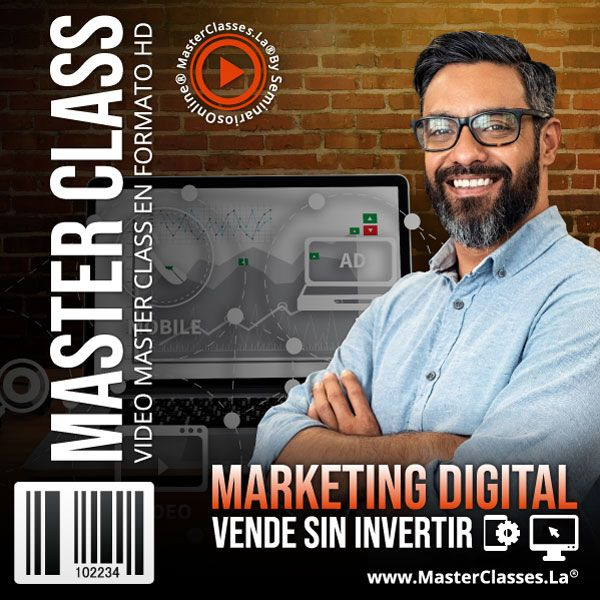 MASTER CLASS
VIDEO MASTER CLASS EN FORMATO HD
MasterClasses.La®By SeminariosOnline®
AD
MOBILE
VIDEO
MARKETING DIGITAL
VENDE SIN INVERTIR
102234
www.MasterClasses.La®